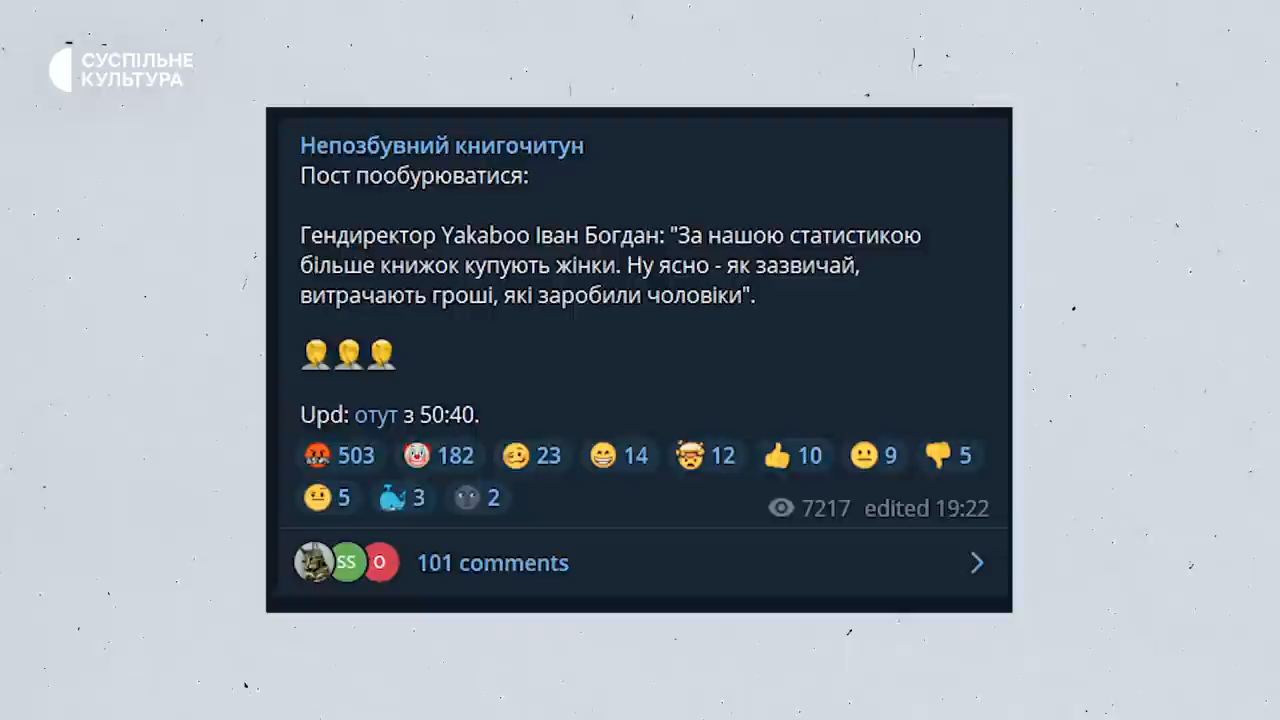 СУСПІЛЬНЕ
КУЛЬТУРА
Непозбувний книгочитун
Пост пообурюватися:
Гендиректор Yakaboo Іван Богдан: "За нашою статистикою
більше книжок купують жінки. Ну ясно - як зазвичай,
витрачають гроші, які заробили чоловіки".
🤦🤦🤦
Upd: отут з 50:40.
🤬 503 🤡 182 🥴 23 😁 14 🤯 12 👍 10 😐 9 👎 5
🤨 5 🐳 3 🌚 2
7217 edited 19:22
SS O 101 comments